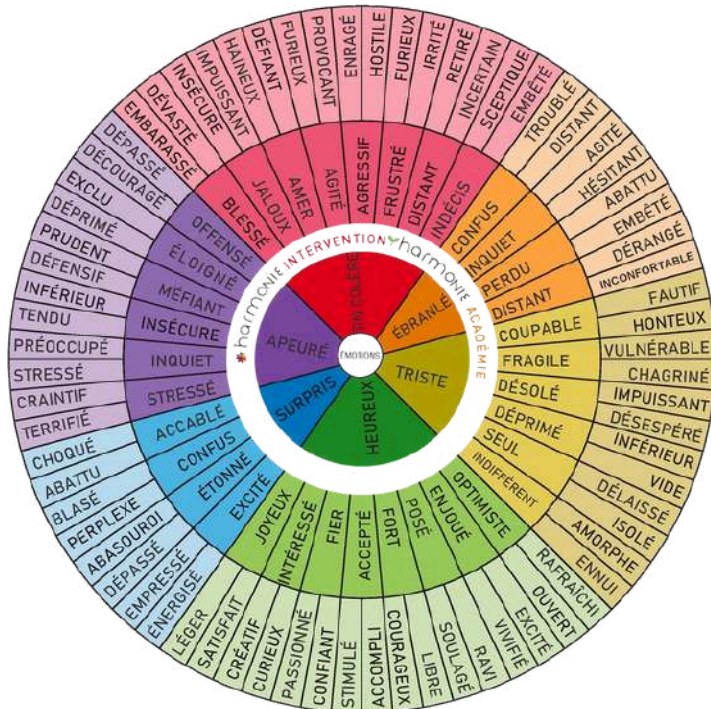 ÉMOTIONS
EN COLÈRE
ÉBRANLÉ
TRISTE
HEUREUX
SURPRIS
APEURÉ
harmonie INTERVENTION
harmonie ACADÉMIE
BLESSÉ
JALOUX
AMER
AGITÉ
AGRESSIF
FRUSTRÉ
DISTANT
INDÉCIS
CONFUS
INQUIET
PERDU
DISTANT
COUPABLE
FRAGILE
DÉSOLÉ
DÉPRIMÉ
SEUL
INDIFFÉRENT
OPTIMISTE
ENJOUÉ
POSÉ
FORT
ACCEPTÉ
FIER
INTÉRESSÉ
JOYEUX
EXCITÉ
ÉTONNÉ
CONFUS
ACCABLÉ
STRESSÉ
INQUIET
INSÉCURE
MÉFIANT
ÉLOIGNÉ
OFFENSÉ
EMBARASSÉ
DÉVASTÉ
INSÉCURE
IMPUISSANT
HAINEUX
DÉFIANT
FURIEUX
PROVOCANT
ENRAGÉ
HOSTILE
FURIEUX
IRRITÉ
RETIRÉ
INCERTAIN
SCEPTIQUE
EMBÊTÉ
TROUBLÉ
DISTANT
AGITÉ
HÉSITANT
ABATTU
EMBÊTÉ
DÉRANGÉ
INCONFORTABLE
FAUTIF
HONTEUX
VULNÉRABLE
CHAGRINÉ
IMPUISSANT
DÉSESPÉRÉ
INFÉRIEUR
VIDE
DÉLAISSÉ
ISOLÉ
AMORPHE
ENNUI
RAFRAÎCHI
OUVERT
EXCITÉ
VIVIFIÉ
RAVI
SOULAGÉ
LIBRE
COURAGEUX
ACCOMPLI
STIMULÉ
CONFIANT
PASSIONNÉ
CURIEUX
CRÉATIF
SATISFAIT
LÉGER
ÉNERGISÉ
EMPRESSÉ
DÉPASSÉ
ABASOURDI
PERPLEXE
BLASÉ
ABATTU
CHOQUÉ
TERRIFIÉ
CRAINTIF
STRESSÉ
PRÉOCCUPÉ
TENDU
INFÉRIEUR
DÉFENSIF
PRUDENT
DÉPRIMÉ
EXCLU
DÉCOURAGÉ
DÉPASSÉ